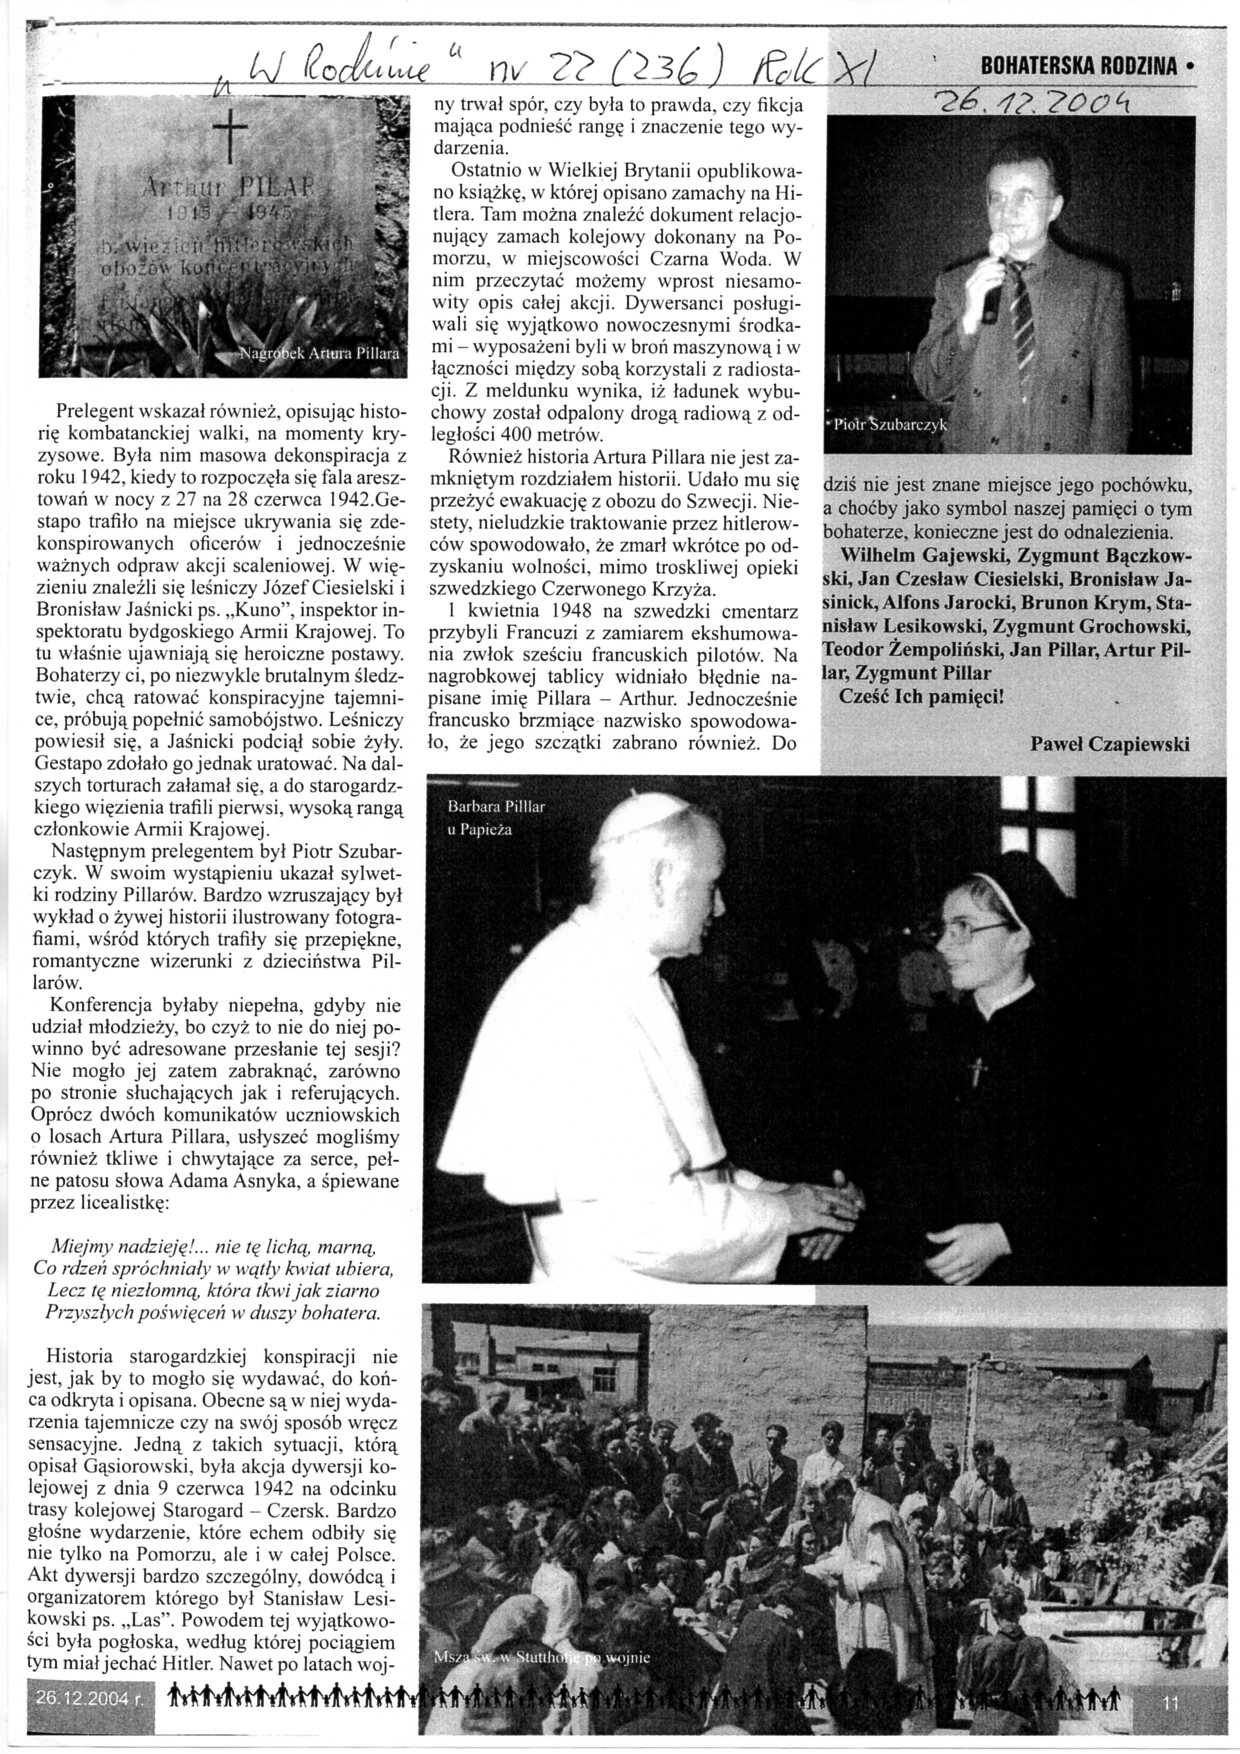 „W Rodzinie" nr 22 (236) Rok XI
BOHATERSKA RODZINA •
26.12.2004
Arthur PILAR
1915 – 1945
b. więzień hitlerowskich
obozów koncentracyjnych
Nagrobek Artura Pillara
Prelegent wskazał również, opisując histo-
rię kombatanckiej walki, na momenty kry-
zysowe. Była nim masowa dekonspiracja z
roku 1942, kiedy to rozpoczęła się fala aresz-
towań w nocy z 27 na 28 czerwca 1942.Ge-
stapo trafiło na miejsce ukrywania się zde-
konspirowanych oficerów i jednocześnie
ważnych odpraw akcji scaleniowej. W wię-
zieniu znaleźli się leśniczy Józef Ciesielski i
Bronisław Jaśnicki ps. „Kuno”, inspektor in-
spektoratu bydgoskiego Armii Krajowej. To
tu właśnie ujawniają się heroiczne postawy.
Bohaterzy ci, po niezwykle brutalnym śledz-
twie, chcą ratować konspiracyjne tajemni-
ce, próbują popełnić samobójstwo. Leśniczy
powiesił się, a Jaśnicki podciął sobie żyły.
Gestapo zdołało go jednak uratować. Na dal-
szych torturach załamał się, a do starogardz-
kiego więzienia trafili pierwsi, wysoką rangą
członkowie Armii Krajowej.
Następnym prelegentem był Piotr Szubar-
czyk. W swoim wystąpieniu ukazał sylwet-
ki rodziny Pillarów. Bardzo wzruszający był
wykład o żywej historii ilustrowany fotogra-
fiami, wśród których trafiły się przepiękne,
romantyczne wizerunki z dzieciństwa Pil-
larów.
Konferencja byłaby niepełna, gdyby nie
udział młodzieży, bo czyż to nie do niej po-
winno być adresowane przesłanie tej sesji?
Nie mogło jej zatem zabraknąć, zarówno
po stronie słuchających jak i referujących.
Oprócz dwóch komunikatów uczniowskich
o losach Artura Pillara, usłyszeć mogliśmy
również tkliwe i chwytające za serce, peł-
ne patosu słowa Adama Asnyka, a śpiewane
przez licealistkę:
Miejmy nadzieję!... nie tę lichą, marną,
Co rdzeń spróchniały w wątły kwiat ubiera,
Lecz tę niezłomną, która tkwi jak ziarno
Przyszłych poświęceń w duszy bohatera.
Historia starogardzkiej konspiracji nie
jest, jak by to mogło się wydawać, do koń-
ca odkryta i opisana. Obecne są w niej wyda-
rzenia tajemnicze czy na swój sposób wręcz
sensacyjne. Jedną z takich sytuacji, którą
opisał Gąsiorowski, była akcja dywersji ko-
lejowej z dnia 9 czerwca 1942 na odcinku
trasy kolejowej Starogard – Czersk. Bardzo
głośne wydarzenie, które echem odbiły się
nie tylko na Pomorzu, ale i w całej Polsce.
Akt dywersji bardzo szczególny, dowódcą i
organizatorem którego był Stanisław Lesi-
kowski ps. „Las”. Powodem tej wyjątkowo-
ści była pogłoska, według której pociągiem
tym miał jechać Hitler. Nawet po latach woj-
ny trwał spór, czy była to prawda, czy fikcja
mająca podnieść rangę i znaczenie tego wy-
darzenia.
Ostatnio w Wielkiej Brytanii opublikowa-
no książkę, w której opisano zamachy na Hi-
tlera. Tam można znaleźć dokument relacjo-
nujący zamach kolejowy dokonany na Po-
morzu, w miejscowości Czarna Woda. W
nim przeczytać możemy wprost niesamo-
wity opis całej akcji. Dywersanci posługi-
wali się wyjątkowo nowoczesnymi środka-
mi – wyposażeni byli w broń maszynową i w
łączności między sobą korzystali z radiosta-
cji. Z meldunku wynika, iż ładunek wybu-
chowy został odpalony drogą radiową z od-
ległości 400 metrów.
Również historia Artura Pillara nie jest za-
mkniętym rozdziałem historii. Udało mu się
przeżyć ewakuację z obozu do Szwecji. Nie-
stety, nieludzkie traktowanie przez hitlerow-
ców spowodowało, że zmarł wkrótce po od-
zyskaniu wolności, mimo troskliwej opieki
szwedzkiego Czerwonego Krzyża.
1 kwietnia 1948 na szwedzki cmentarz
przybyli Francuzi z zamiarem ekshumowa-
nia zwłok sześciu francuskich pilotów. Na
nagrobkowej tablicy widniało błędnie na-
pisane imię Pillara – Arthur. Jednocześnie
francusko brzmiące nazwisko spowodowa-
ło, że jego szczątki zabrano również. Do
• Piotr Szubarczyk
dziś nie jest znane miejsce jego pochówku,
a choćby jako symbol naszej pamięci o tym
bohaterze, konieczne jest do odnalezienia.
Wilhelm Gajewski, Zygmunt Bączkow-
ski, Jan Czesław Ciesielski, Bronisław Ja-
sinick, Alfons Jarocki, Brunon Krym, Sta-
nisław Lesikowski, Zygmunt Grochowski,
Teodor Żempoliński, Jan Pillar, Artur Pil-
lar, Zygmunt Pillar
Cześć Ich pamięci!
Paweł Czapiewski
Barbara Pilllar
u Papieża
Msza św. w Stutthofie po wojnie
26.12.2004 r.
11